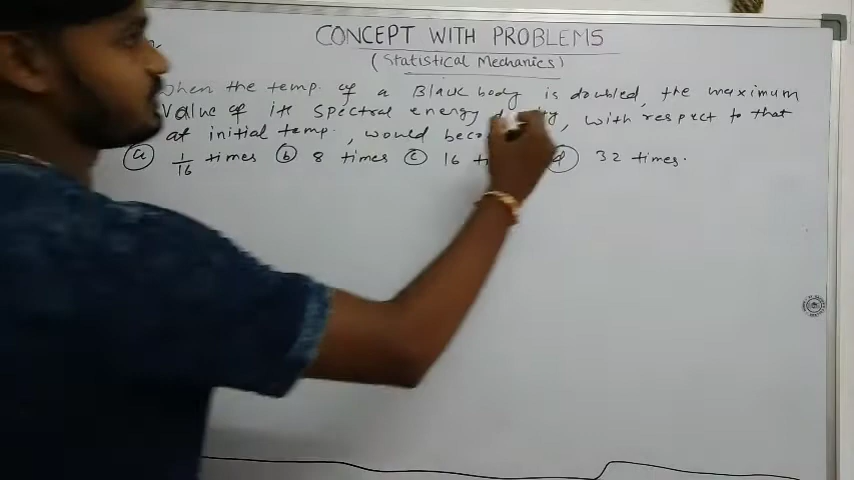 CONCEPT WITH PROBLEMS
(Statistical Mechanics)
When the temp. of a Black body is doubled, the maximum
Value of its Spectral energy with respect to that
at initial temp., would
(a) 1/16 times (b) 8 times (c) 16 (d) 32 times.